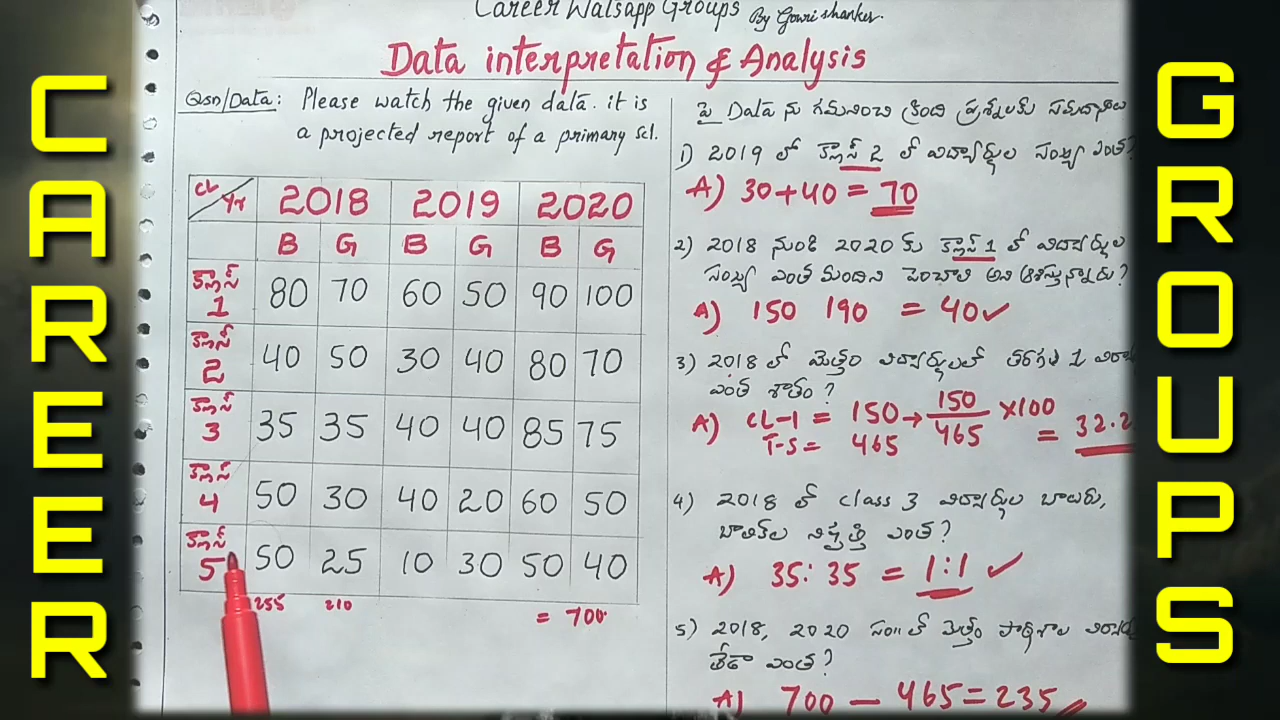 CAREER
GROUPS
Career Watsapp Groups By Gowri shanker.
Data interpretation & Analysis
Qsn/Data: Please watch the given data. it is
a projected report of a primary Scl.
CL/Yr 2018 2019 2020
B G B G B G
క్లాస్ 1 80 70 60 50 90 100
క్లాస్ 2 40 50 30 40 80 70
క్లాస్ 3 35 35 40 40 85 75
క్లాస్ 4 50 30 40 20 60 50
క్లాస్ 5 50 25 10 30 50 40
255 210 = 700
పై Data ను గమనించి క్రింది ప్రశ్నలకు
1) 2019 లో క్లాస్ 2 లో విద్యార్థుల సంఖ్య ఎంత?
A) 30+40 = 70
2) 2018 నుండి 2020 కు క్లాస్ 1 లో విద్యార్థుల
సంఖ్య ఎంత మందిని పెంచాలి అని ఆశిస్తున్నారు?
A) 150 190 = 40✓
3) 2018 లో మొత్తం విద్యార్థులలో తరగతి 1
ఎంత శాతం?
A) CL-1 = 150 → 150/465 ×100
T-S = 465 = 32.2
4) 2018 లో class 3 విద్యార్థుల బాలురు,
బాలికల నిష్పత్తి ఎంత?
A) 35: 35 = 1:1 ✓
5) 2018, 2020 సం॥లో మొత్తం పాఠశాల
తేడా ఎంత?
A) 700 — 465 = 235 ✓